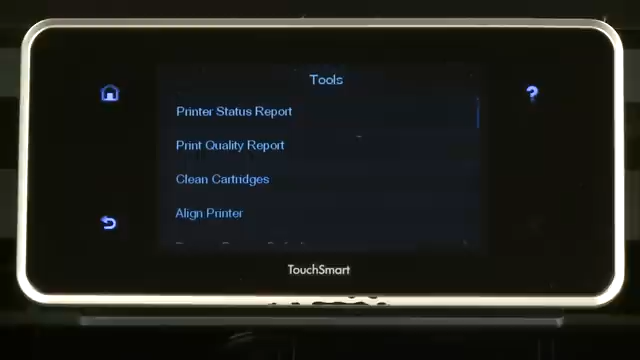 Tools
?
Printer Status Report
Print Quality Report
Clean Cartridges
Align Printer
TouchSmart